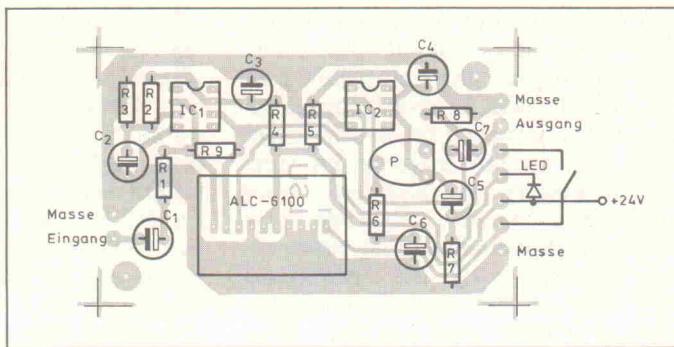 C4
C3
Masse
R3
R2
IC1
IC2
R4
R5
R8
Ausgang
C7
C2
R9
P
LED
R1
ALC-6100
C5
+24V
Masse
R6
C1
C6
Eingang
R7
Masse